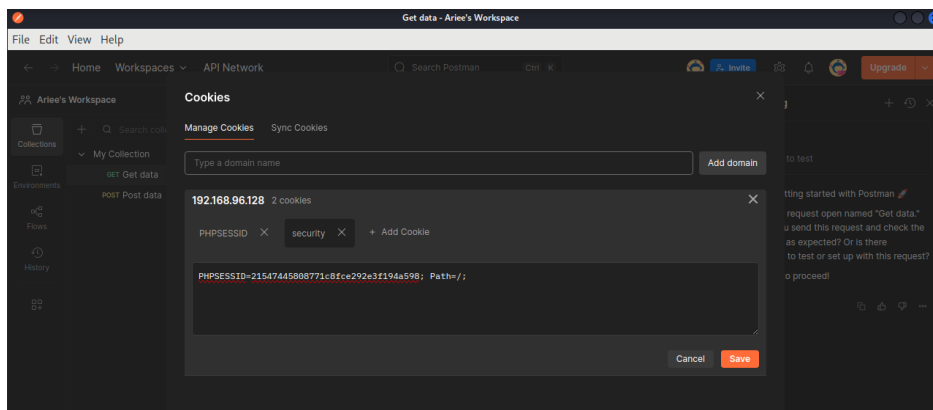 Get data - Ariee's Workspace
File Edit View Help
Home Workspaces API Network Search Postman Ctrl K Invite Upgrade
Ariee's Workspace
Collections
Environments
Flows
History
Search
My Collection
GET Get data
POST Post data
Cookies
Manage Cookies Sync Cookies
Type a domain name Add domain
192.168.96.128 2 cookies
PHPSESSID security + Add Cookie
PHPSESSID=21547445808771c8fce292e3f194a598; Path=/;
Cancel Save
to test
tting started with Postman 🚀
request open named "Get data."
u send this request and check the
as expected? Or is there
to test or set up with this request?
o proceed!